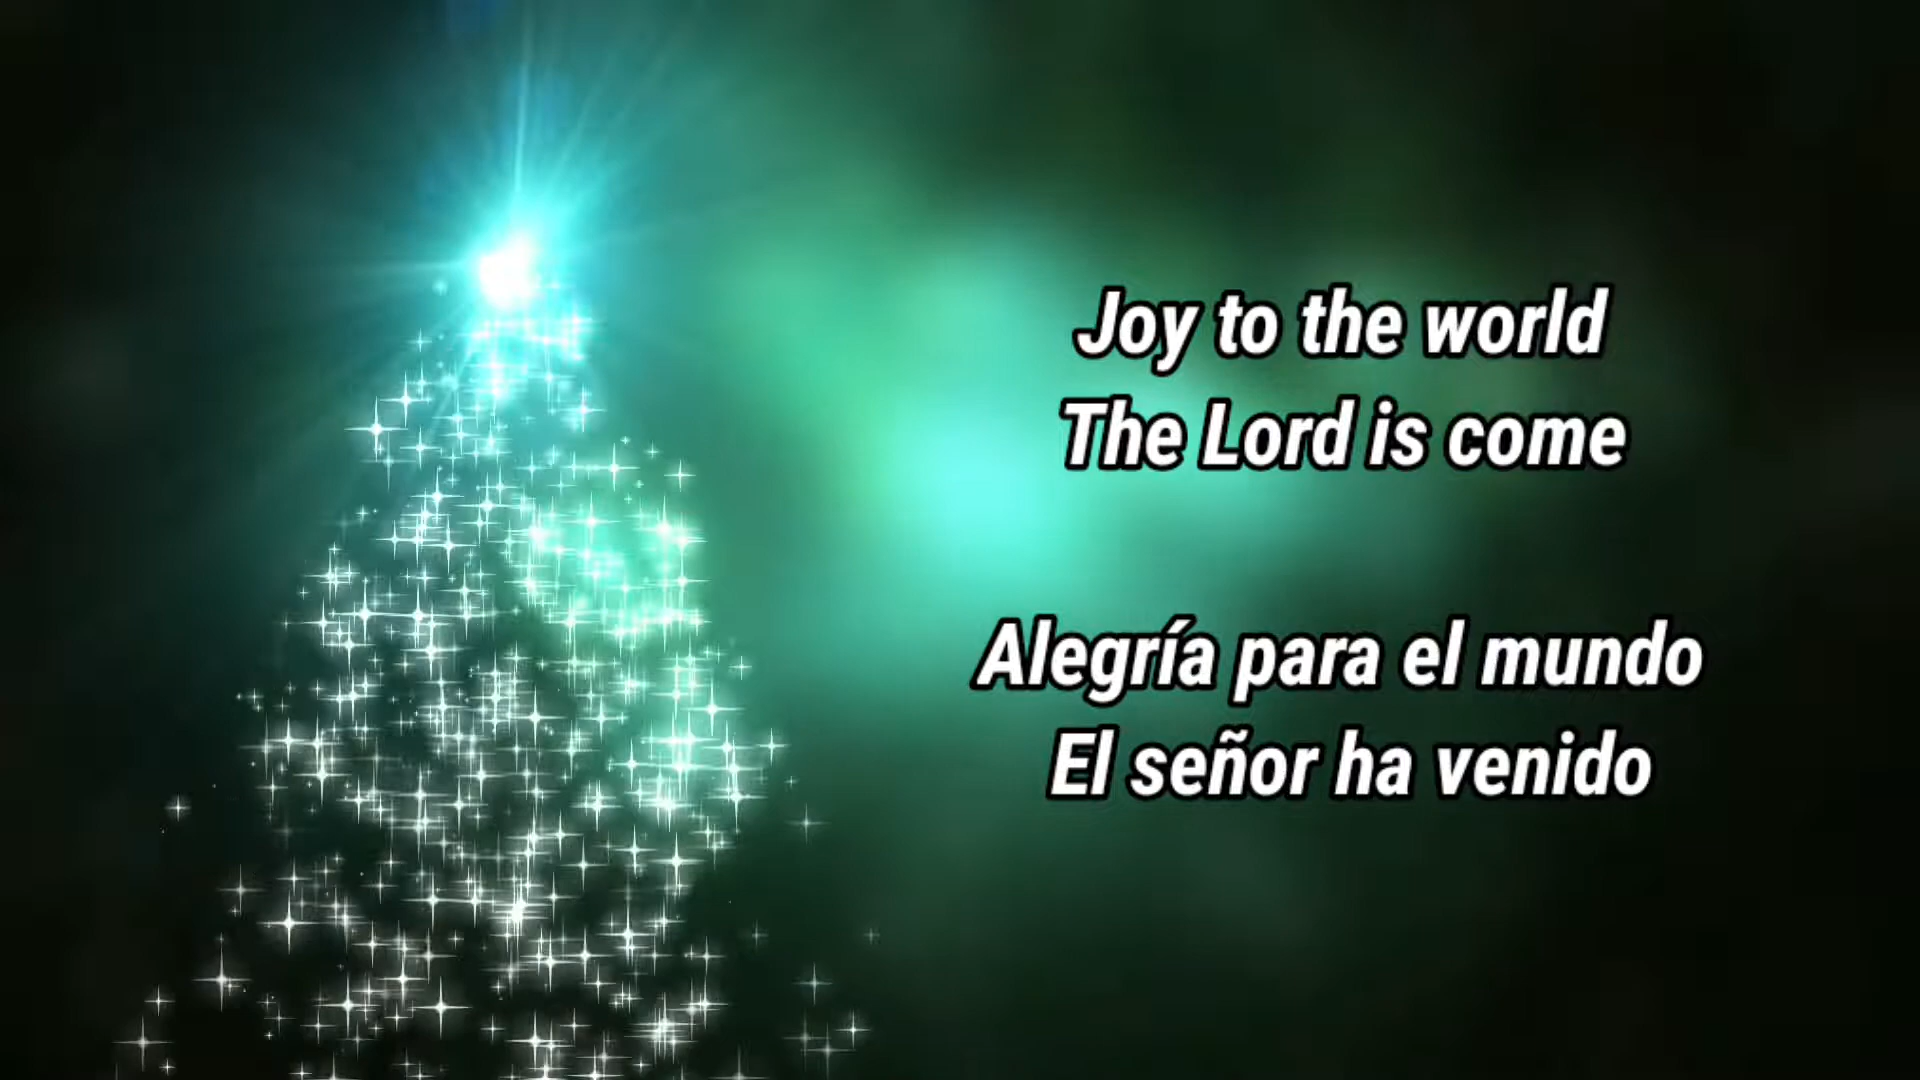 Joy to the world
The Lord is come
Alegría para el mundo
El señor ha venido